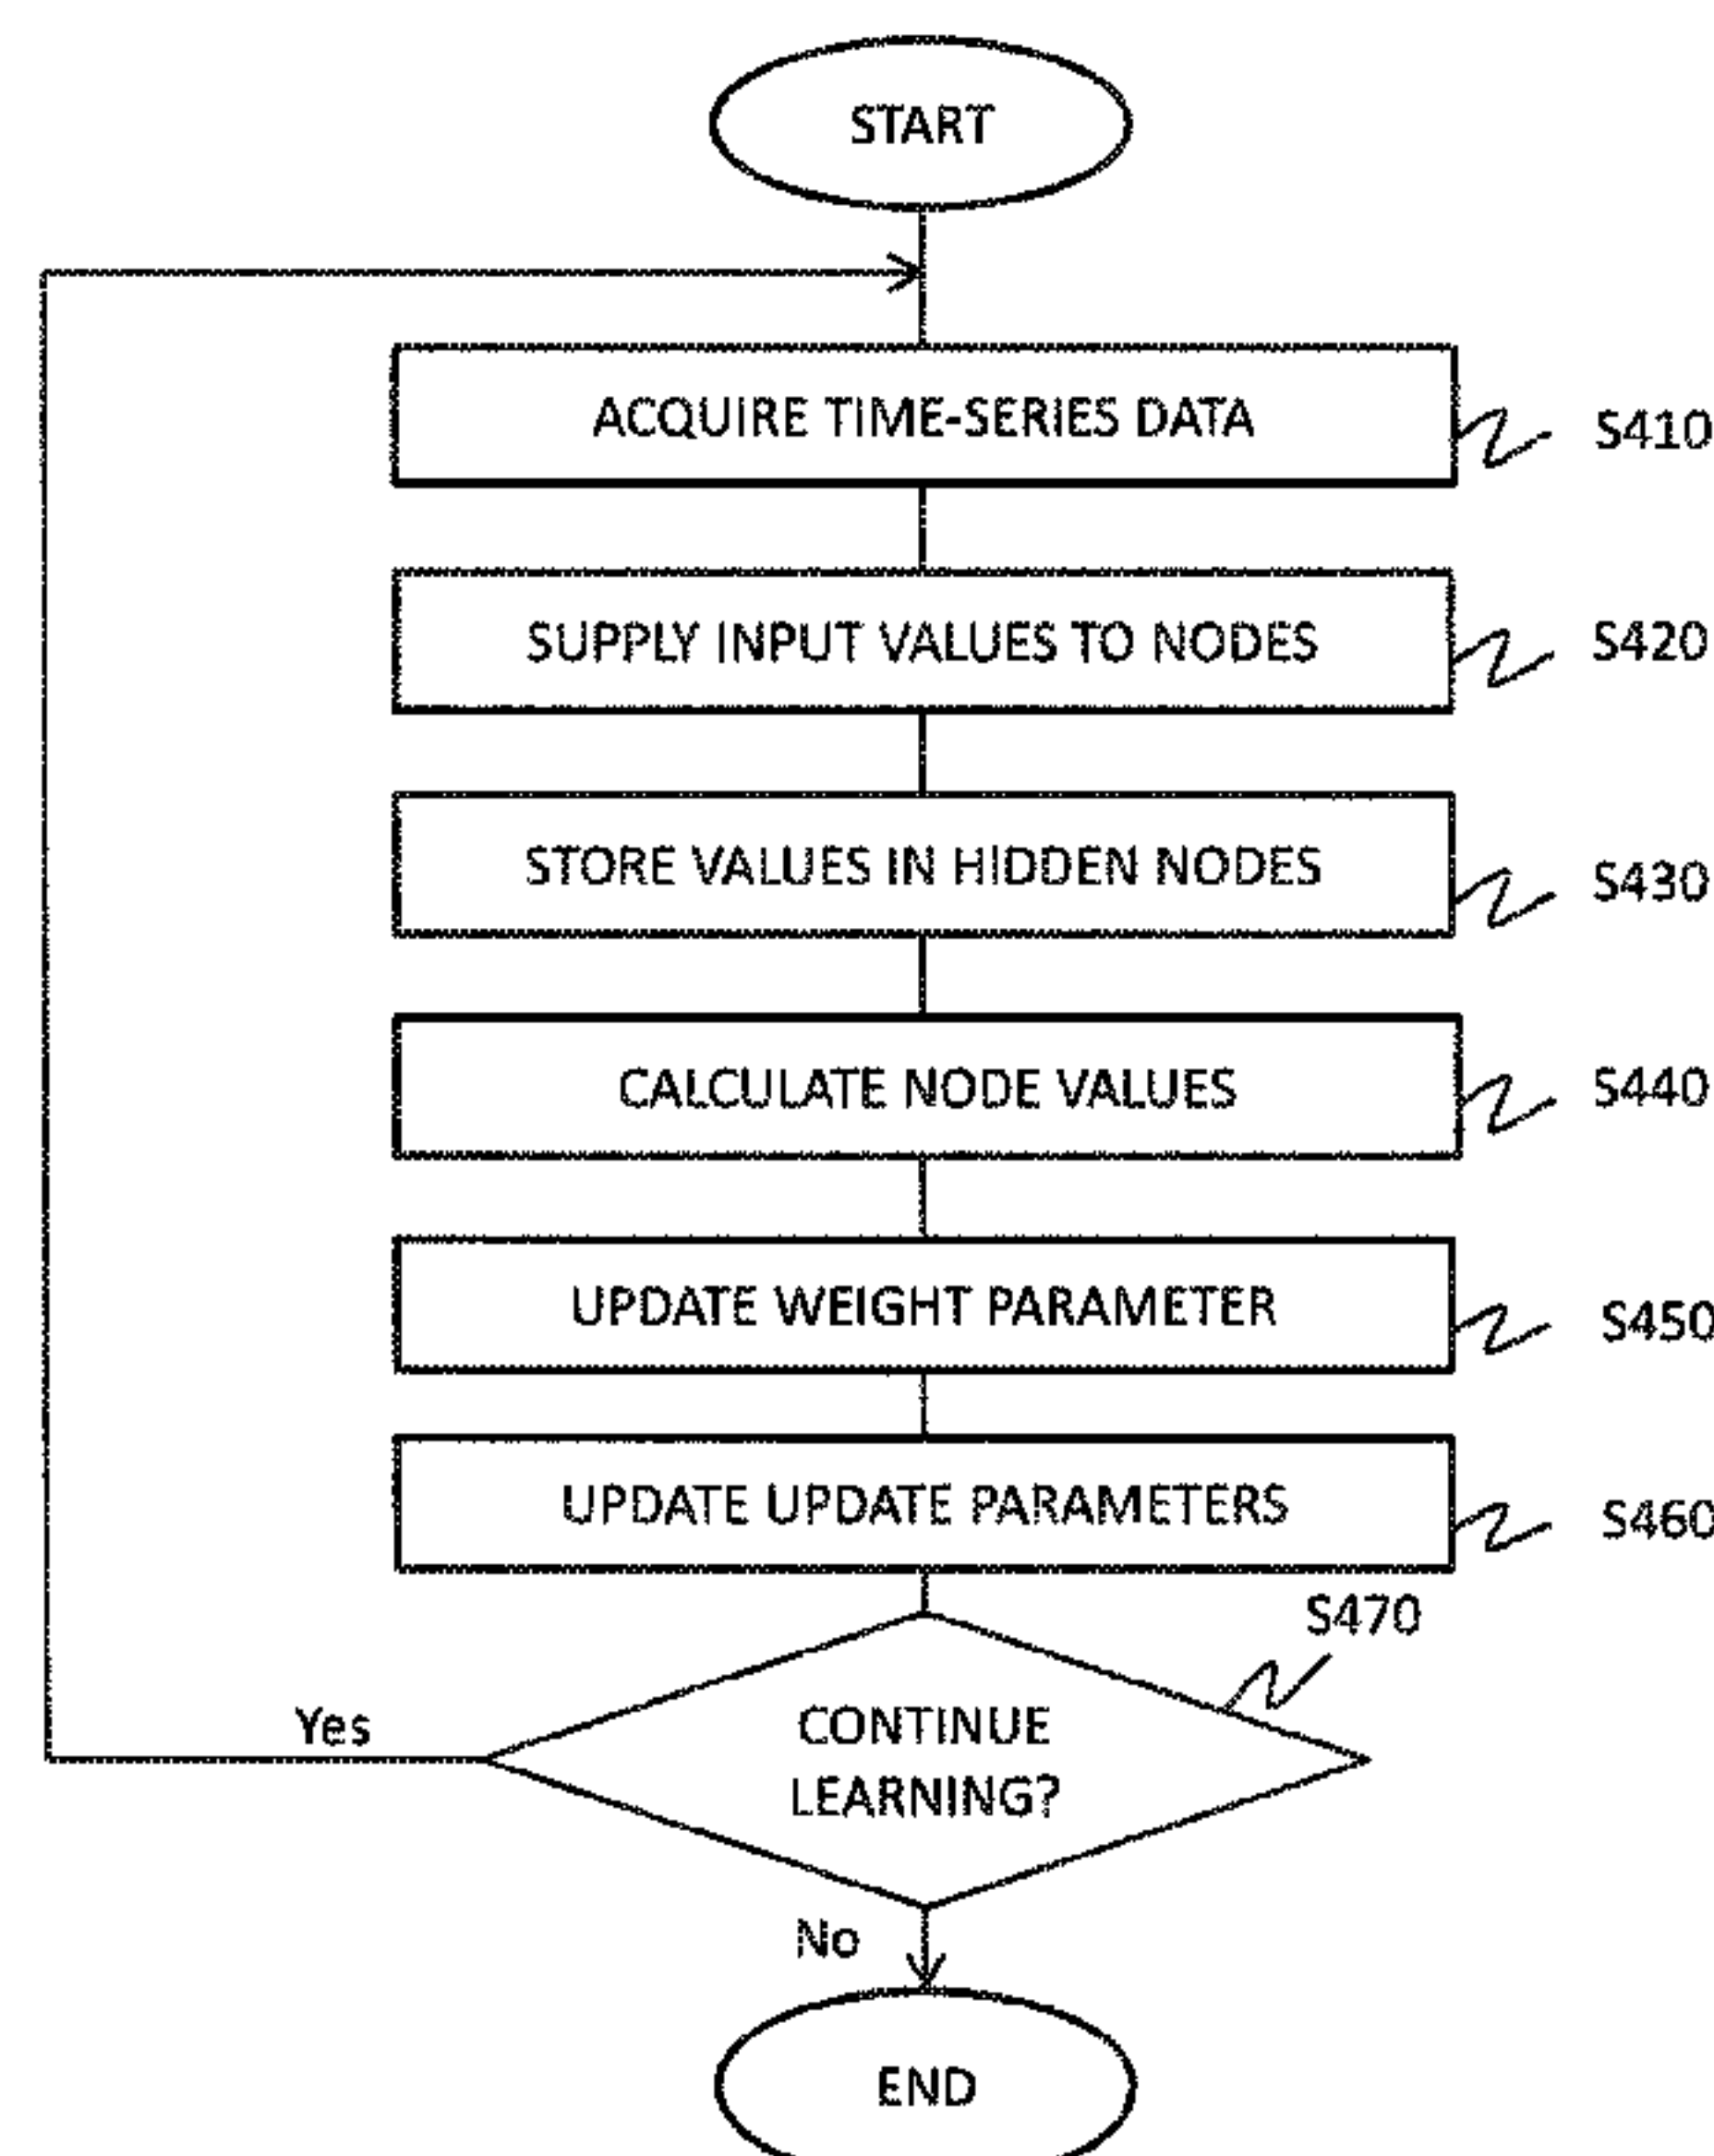 START
ACQUIRE TIME-SERIES DATA
S410
SUPPLY INPUT VALUES TO NODES
S420
STORE VALUES IN HIDDEN NODES
S430
CALCULATE NODE VALUES
S440
UPDATE WEIGHT PARAMETER
S450
UPDATE UPDATE PARAMETERS
S460
S470
CONTINUE
LEARNING?
Yes
No
END